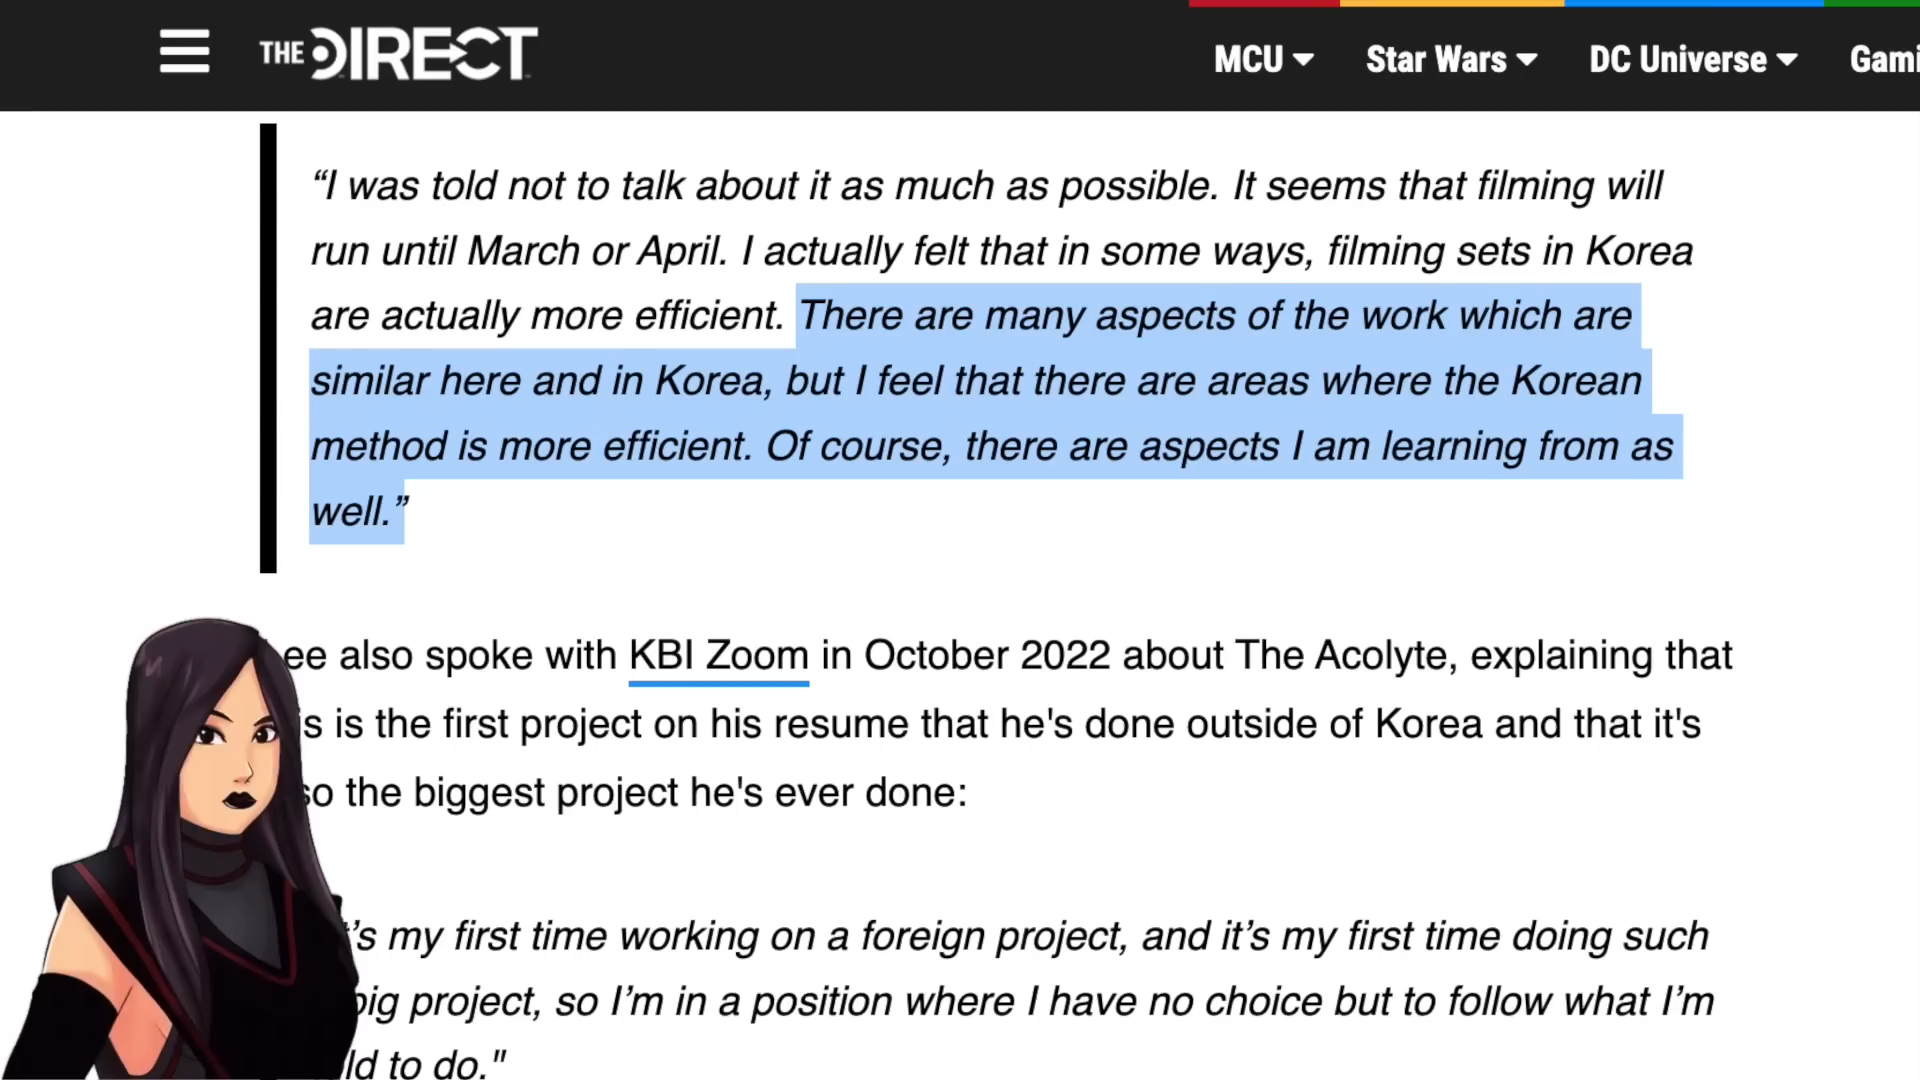 THE DIRECT
MCU
Star Wars
DC Universe
Gami
“I was told not to talk about it as much as possible. It seems that filming will
run until March or April. I actually felt that in some ways, filming sets in Korea
are actually more efficient. There are many aspects of the work which are
similar here and in Korea, but I feel that there are areas where the Korean
method is more efficient. Of course, there are aspects I am learning from as
well.”
ee also spoke with KBI Zoom in October 2022 about The Acolyte, explaining that
is is the first project on his resume that he's done outside of Korea and that it's
so the biggest project he's ever done:
’s my first time working on a foreign project, and it’s my first time doing such
big project, so I’m in a position where I have no choice but to follow what I’m
ld to do."